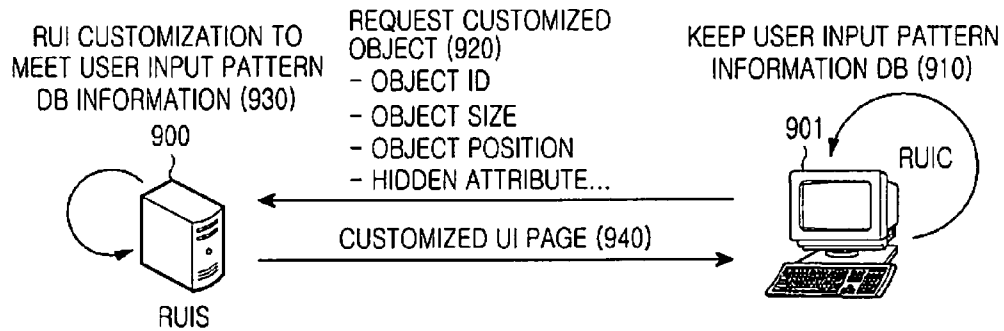 RUI CUSTOMIZATION TO
MEET USER INPUT PATTERN
DB INFORMATION (930)
900
RUIS
REQUEST CUSTOMIZED
OBJECT (920)
- OBJECT ID
- OBJECT SIZE
- OBJECT POSITION
- HIDDEN ATTRIBUTE...
CUSTOMIZED UI PAGE (940)
KEEP USER INPUT PATTERN
INFORMATION DB (910)
901
RUIC